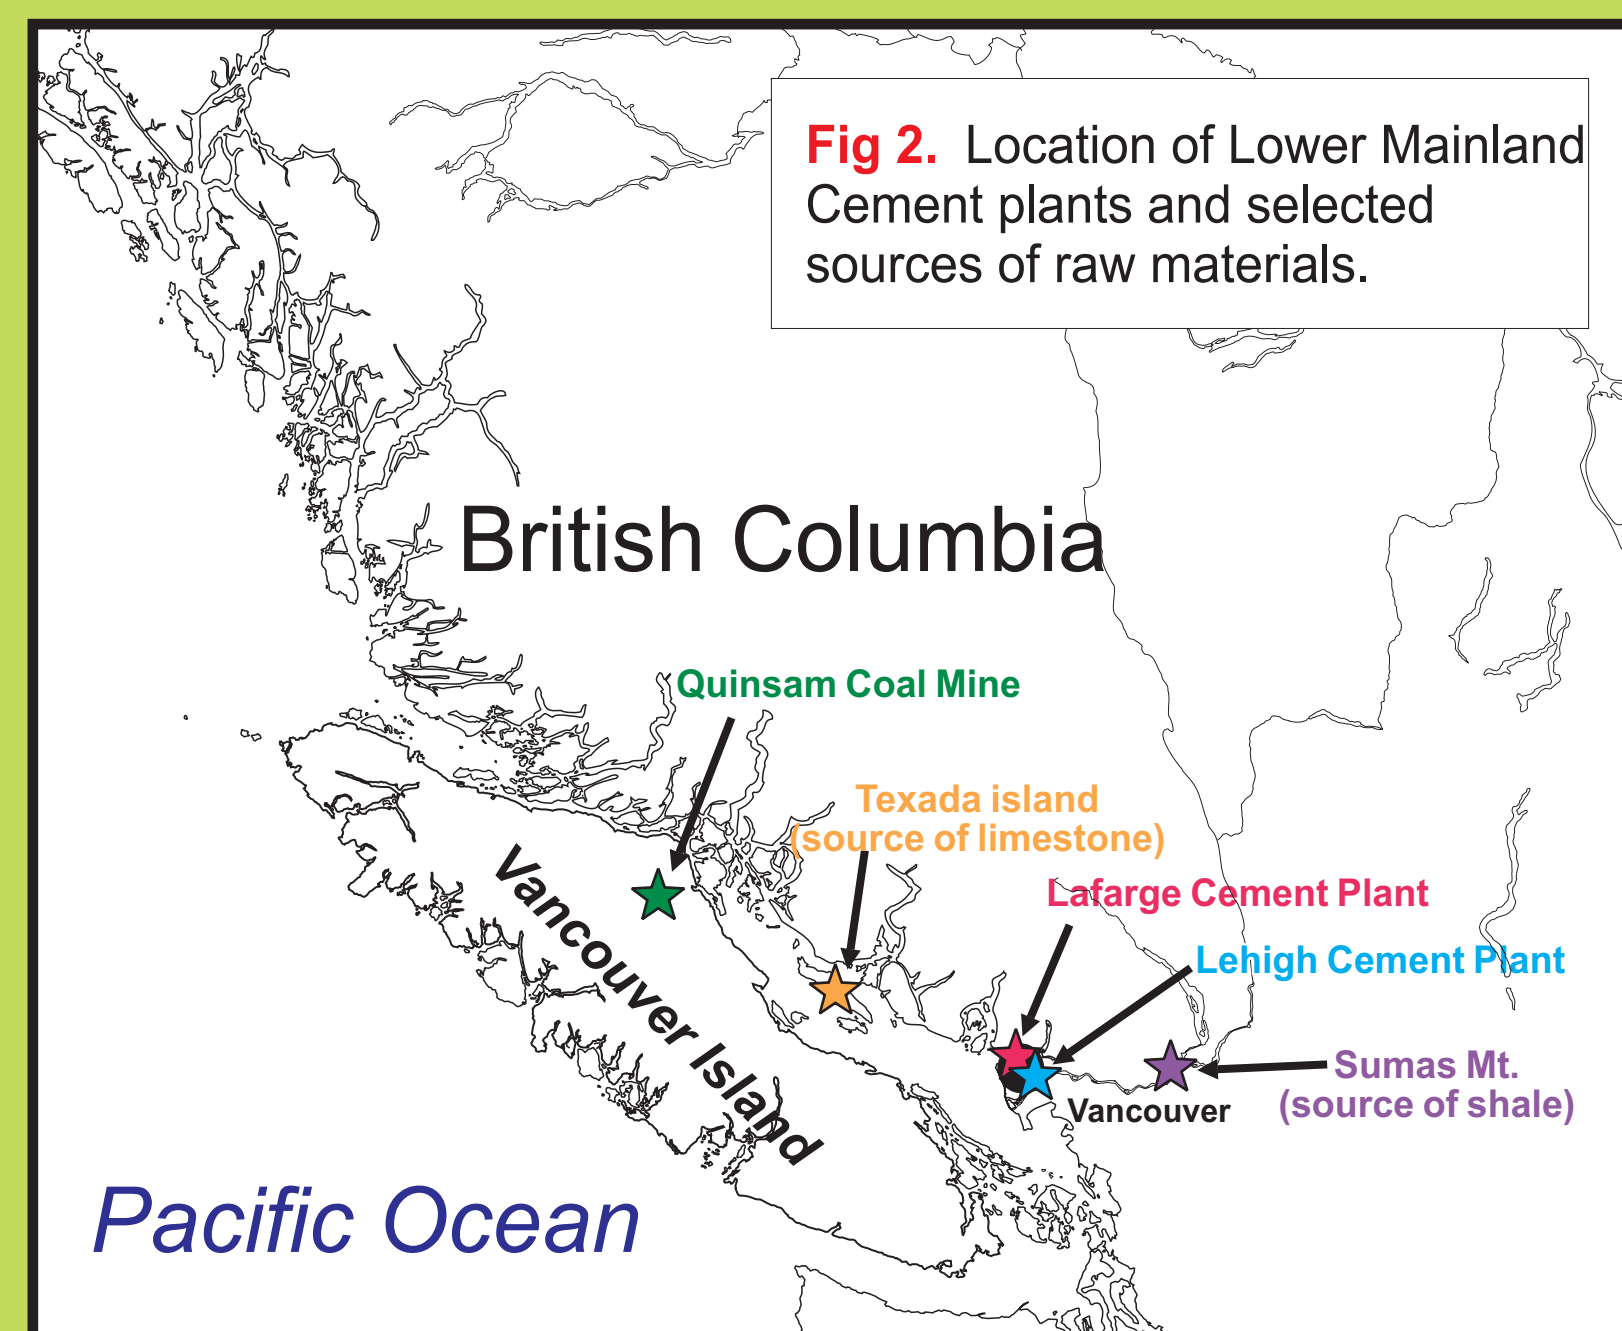 Fig 2. Location of Lower Mainland
Cement plants and selected
sources of raw materials.
British Columbia
Quinsam Coal Mine
Texada island
(source of limestone)
Lafarge Cement Plant
Lehigh Cement Plant
Vancouver Island
Sumas Mt.
(source of shale)
Vancouver
Pacific Ocean